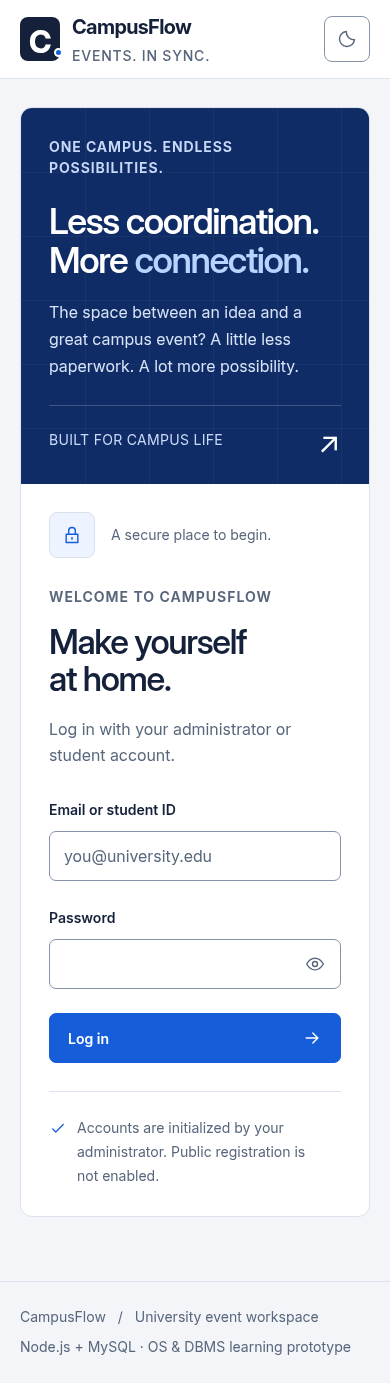 C
CampusFlow
EVENTS. IN SYNC.
ONE CAMPUS. ENDLESS
POSSIBILITIES.
Less coordination.
More connection.
The space between an idea and a
great campus event? A little less
paperwork. A lot more possibility.
BUILT FOR CAMPUS LIFE
A secure place to begin.
WELCOME TO CAMPUSFLOW
Make yourself
at home.
Log in with your administrator or
student account.
Email or student ID
you@university.edu
Password
Log in
Accounts are initialized by your
administrator. Public registration is
not enabled.
CampusFlow / University event workspace
Node.js + MySQL · OS & DBMS learning prototype